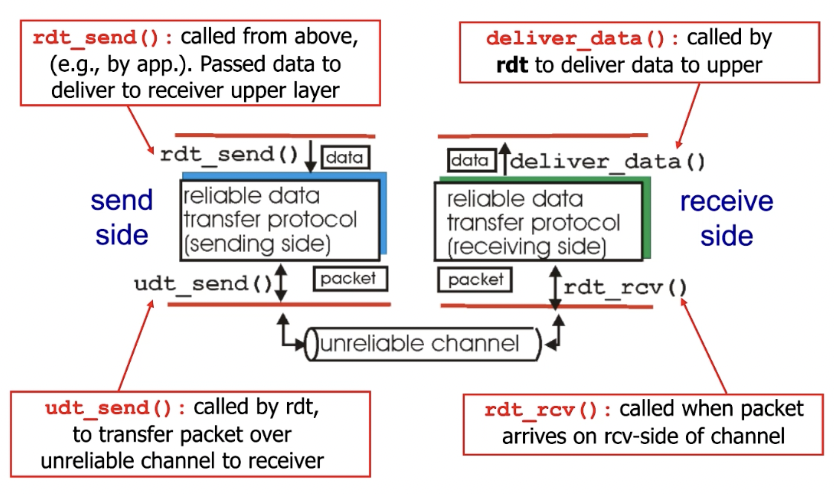 rdt_send(): called from above,
(e.g., by app.). Passed data to
deliver to receiver upper layer
deliver_data(): called by
rdt to deliver data to upper
rdt_send()
data
data
deliver_data()
send
side
reliable data
transfer protocol
(sending side)
reliable data
transfer protocol
(receiving side)
receive
side
udt_send()
packet
packet
rdt_rcv()
unreliable channel
udt_send(): called by rdt,
to transfer packet over
unreliable channel to receiver
rdt_rcv(): called when packet
arrives on rcv-side of channel